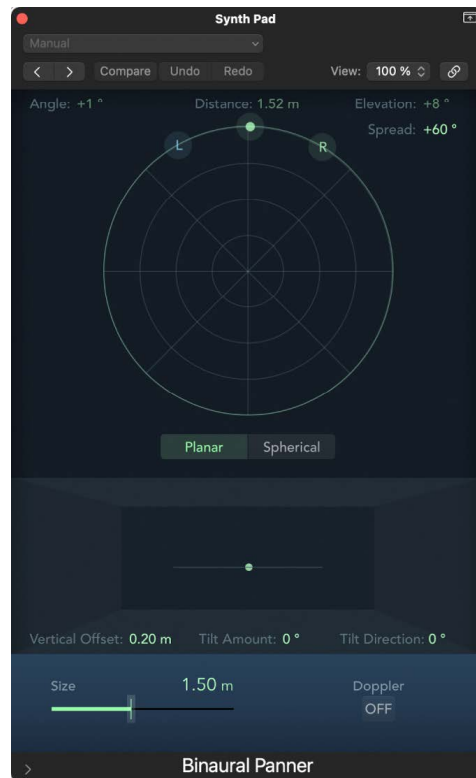 Synth Pad
Manual
Compare Undo Redo View: 100 %
Angle: +1 ° Distance: 1.52 m Elevation: +8 °
Spread: +60°
L R
Planar Spherical
Vertical Offset: 0.20 m Tilt Amount: 0 ° Tilt Direction: 0 °
Size 1.50 m Doppler
OFF
Binaural Panner